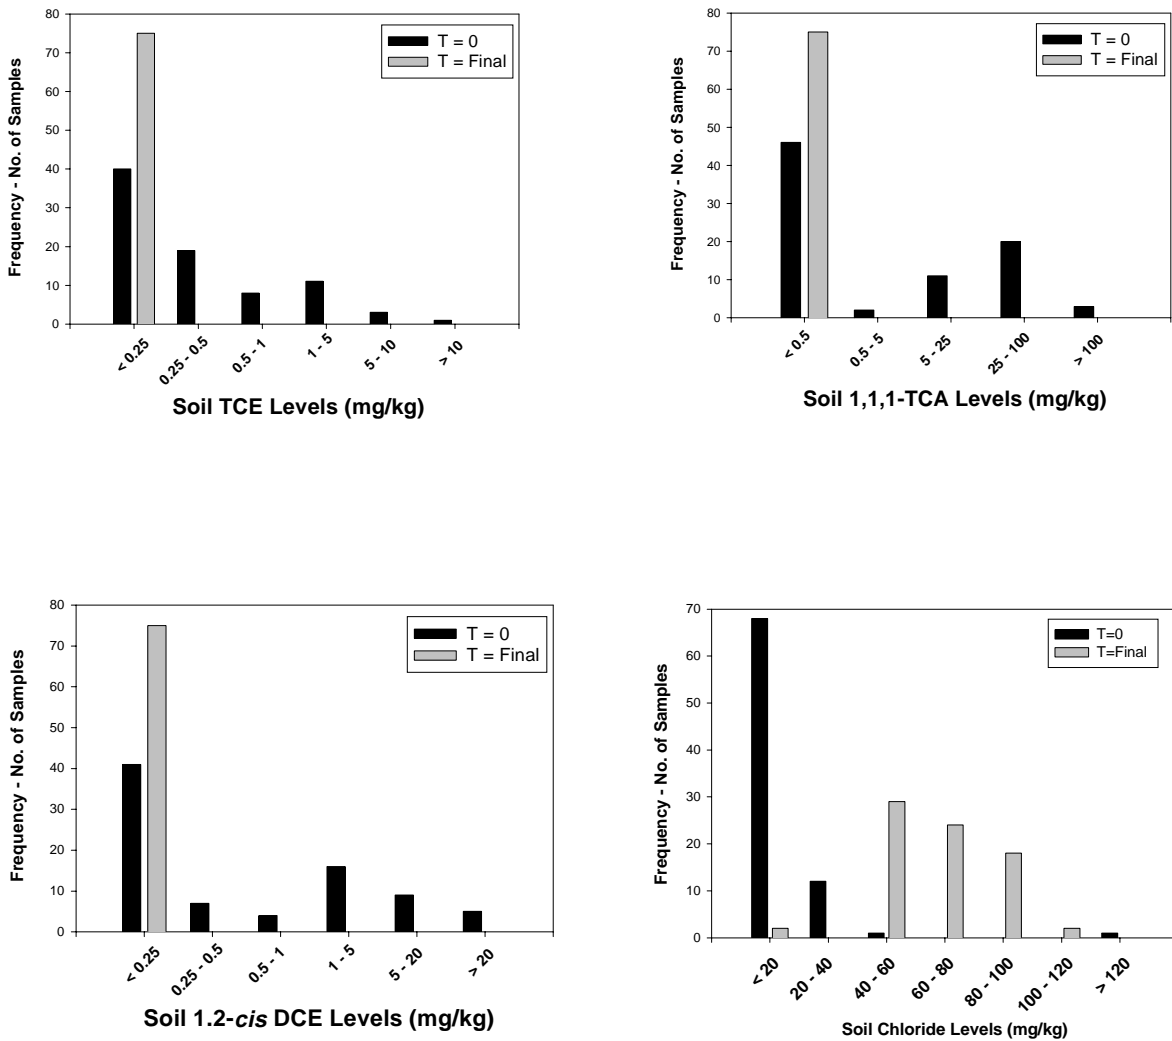 80
70
60
50
40
30
20
10
0
Frequency - No. of Samples
T = 0
T = Final
< 0.25
0.25 - 0.5
0.5 - 1
1 - 5
5 - 10
> 10
Soil TCE Levels (mg/kg)
80
70
60
50
40
30
20
10
0
Frequency - No. of Samples
T = 0
T = Final
< 0.5
0.5 - 5
5 - 25
25 - 100
> 100
Soil 1,1,1-TCA Levels (mg/kg)
80
70
60
50
40
30
20
10
0
Frequency - No. of Samples
T = 0
T = Final
< 0.25
0.25 - 0.5
0.5 - 1
1 - 5
5 - 20
> 20
Soil 1.2-cis DCE Levels (mg/kg)
70
60
50
40
30
20
10
0
Frequency - No. of Samples
T=0
T=Final
< 20
20 - 40
40 - 60
60 - 80
80 - 100
100 - 120
> 120
Soil Chloride Levels (mg/kg)